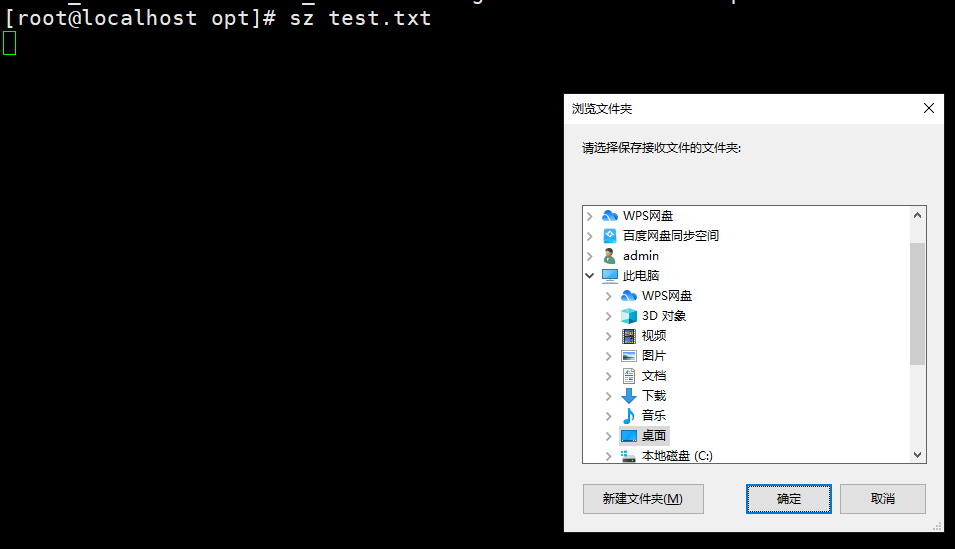 [root@localhost opt]# sz test.txt
浏览文件夹
请选择保存接收文件的文件夹:
WPS网盘
百度网盘同步空间
admin
此电脑
WPS网盘
3D 对象
视频
图片
文档
下载
音乐
桌面
本地磁盘 (C:)
新建文件夹(M)
确定
取消